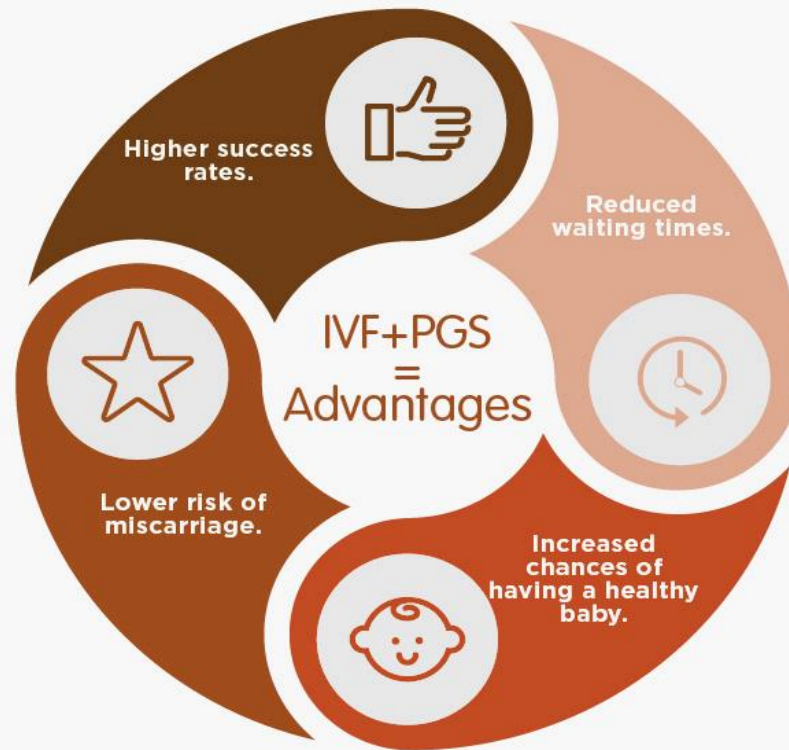 Higher success
rates.
Reduced
waiting times.
IVF+PGS
=
Advantages
Lower risk of
miscarriage.
Increased
chances of
having a healthy
baby.